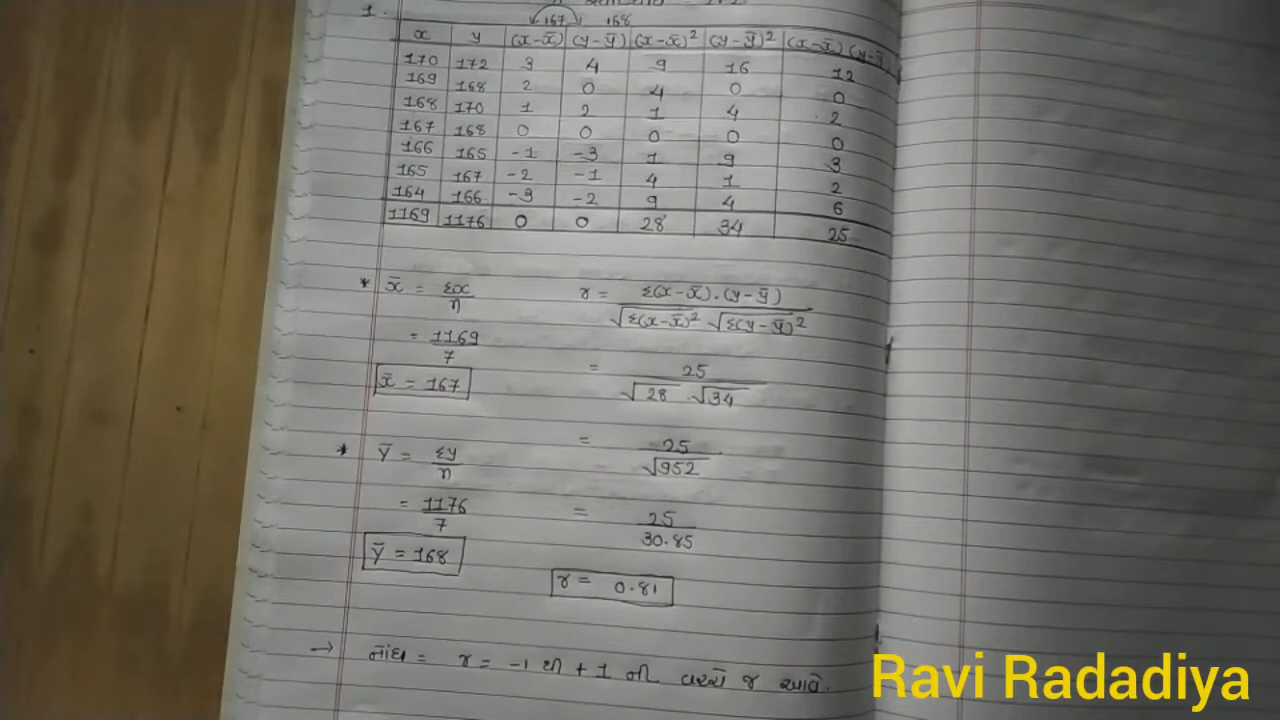 1.
167 168
x y (x-x̄) (y-ȳ) (x-x̄)² (y-ȳ)² (x-x̄)(y-ȳ)
170 172 3 4 9 16 12
169 168 2 0 4 0 0
168 170 1 2 1 4 2
167 168 0 0 0 0 0
166 165 -1 -3 1 9 3
165 167 -2 -1 4 1 2
164 166 -3 -2 9 4 6
1169 1176 0 0 28 34 25
* x̄ = Σx/n
= 1169/7
x̄ = 167
r = Σ(x-x̄).(y-ȳ) / √Σ(x-x̄)² √Σ(y-ȳ)²
= 25 / √28 .√34
* ȳ = Σy/n
= 1176/7
ȳ = 168
= 25/√952
= 25/30.85
r = 0.81
→ નોંધ = r = -1 થી + 1 ની વચ્ચે જ આવે.
Ravi Radadiya